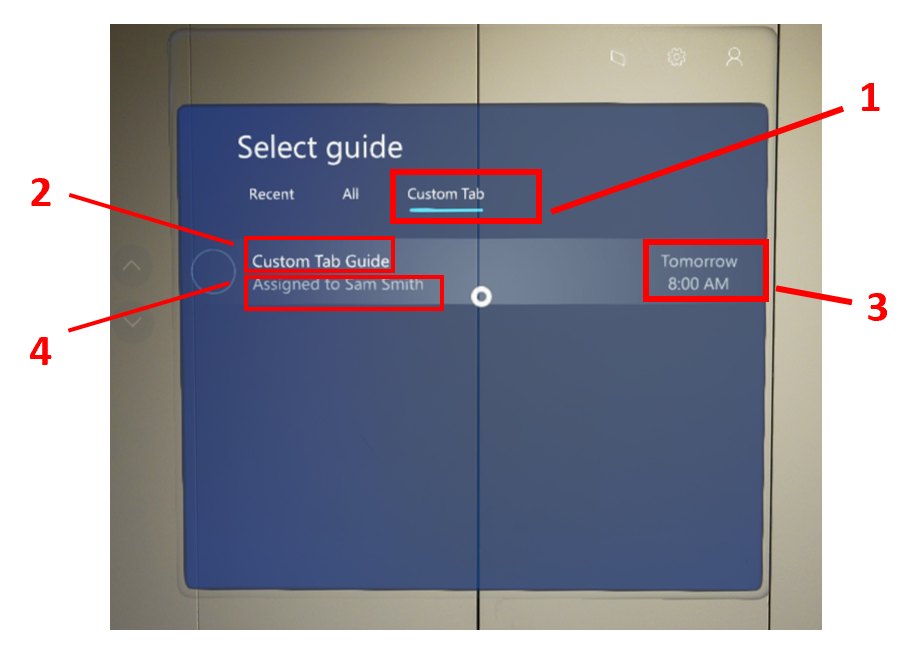 1
Select guide
2
Recent All Custom Tab
Custom Tab Guide
Tomorrow
Assigned to Sam Smith
8:00 AM
3
4